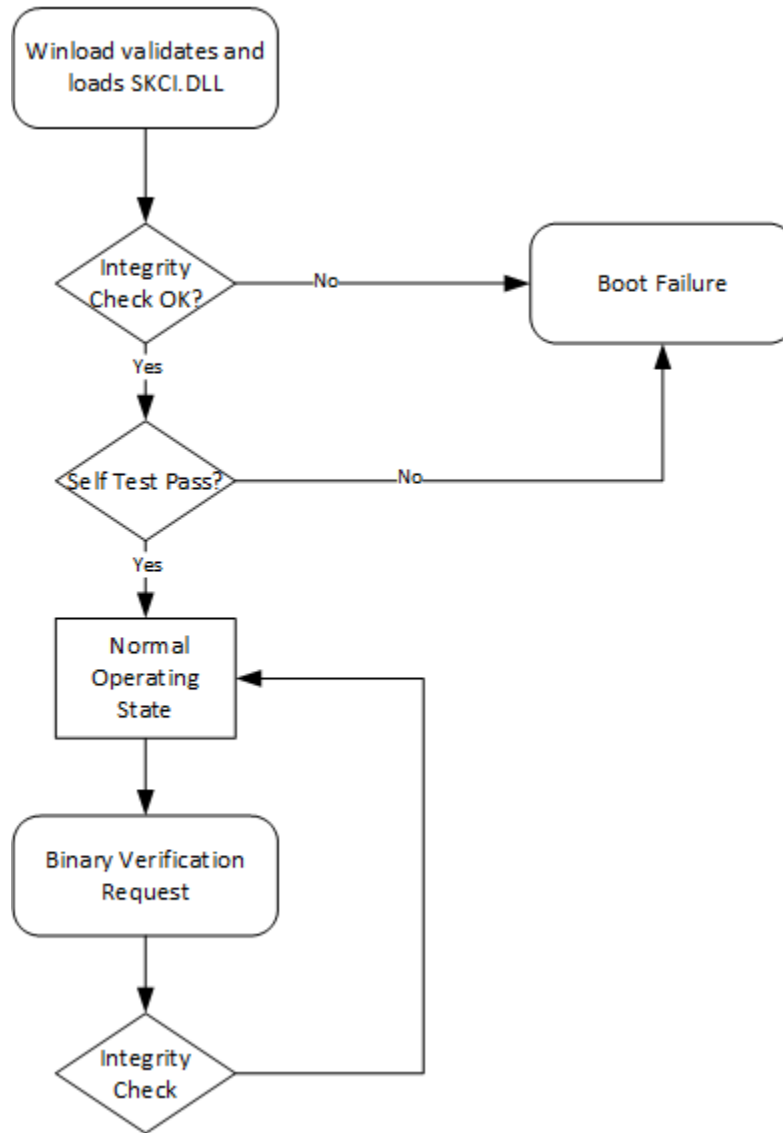 Winload validates and
loads SKCI.DLL
Integrity
Check OK?
No
Boot Failure
Yes
Self Test Pass?
No
Yes
Normal
Operating
State
Binary Verification
Request
Integrity
Check